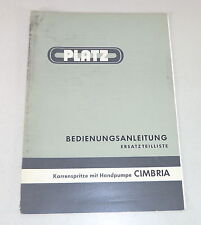 PLATZ
BEDIENUNGSANLEITUNG
ERSATZTEILLISTE
Karrenspritze mit Handpumpe CIMBRIA